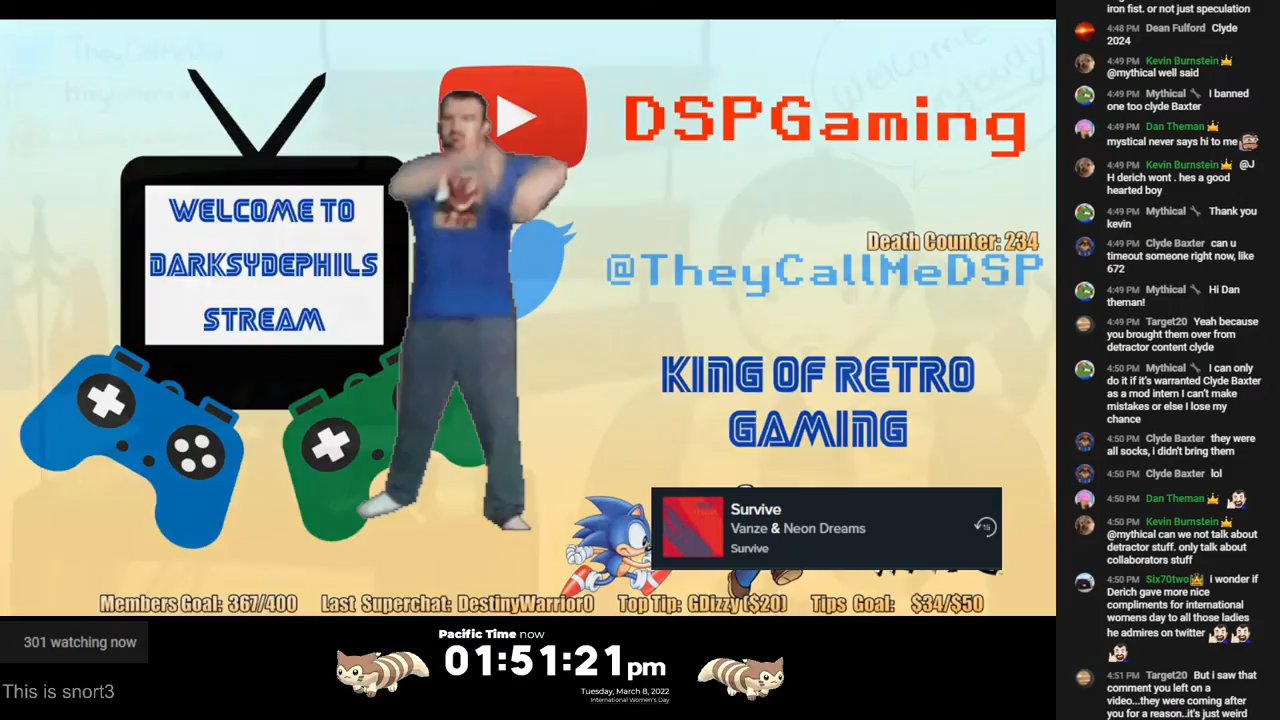 WELCOME TO
DARKSYDEPHILS
STREAM
DSPGaming
Death Counter: 234
@TheyCallMeDSP
KING OF RETRO
GAMING
Survive
Vanze & Neon Dreams
Survive
15
Members Goal: 367/400 Last Superchat: DestinyWarrior0 Top Tip: GDizzy ($20) Tips Goal: $34/$50
301 watching now
This is snort3
Pacific Time now
01:51:21pm
Tuesday, March 8, 2022
International Women's Day
iron fist. or not just speculation
4:48 PM Dean Fulford Clyde
2024
4:49 PM Kevin Burnstein
@mythical well said
4:49 PM Mythical I banned
one too clyde Baxter
4:49 PM Dan Theman
mystical never says hi to me
4:49 PM Kevin Burnstein @J
H derich wont . hes a good
hearted boy
4:49 PM Mythical Thank you
kevin
4:49 PM Clyde Baxter can u
timeout someone right now, like
672
4:49 PM Mythical Hi Dan
theman!
4:49 PM Target20 Yeah because
you brought them over from
detractor content clyde
4:50 PM Mythical I can only
do it if it's warranted Clyde Baxter
as a mod intern I can't make
mistakes or else I lose my
chance
4:50 PM Clyde Baxter they were
all socks, i didn't bring them
4:50 PM Clyde Baxter lol
4:50 PM Dan Theman
4:50 PM Kevin Burnstein
@mythical can we not talk about
detractor stuff. only talk about
collaborators stuff
4:50 PM Six70two i wonder if
Derich gave more nice
compliments for international
womens day to all those ladies
he admires on twitter
4:51 PM Target20 But i saw that
comment you left on a
video...they were coming after
you for a reason..it's just weird